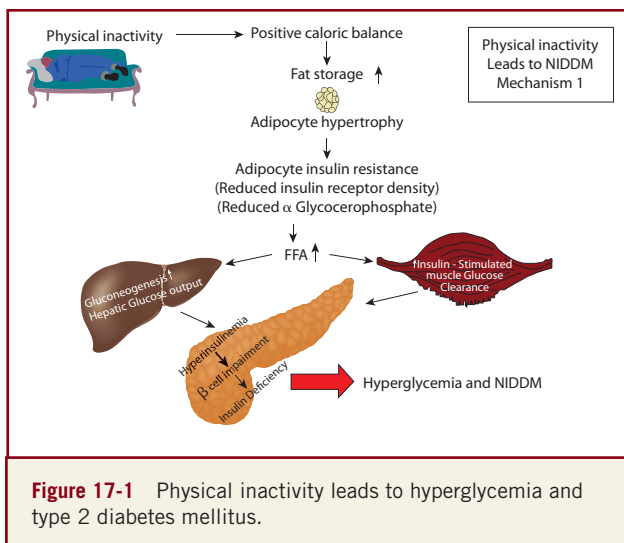 Physical inactivity
Positive caloric balance
Physical inactivity
Leads to NIDDM
Mechanism 1
Fat storage ↑
Adipocyte hypertrophy
Adipocyte insulin resistance
(Reduced insulin receptor density)
(Reduced α Glycocerophosphate)
FFA ↑
Gluconeogenesis ↑
Hepatic Glucose output
↑Insulin - Stimulated
muscle Glucose
Clearance
Hyperinsulinemia
β cell impairment
Insulin Deficiency
Hyperglycemia and NIDDM
Figure 17-1 Physical inactivity leads to hyperglycemia and
type 2 diabetes mellitus.